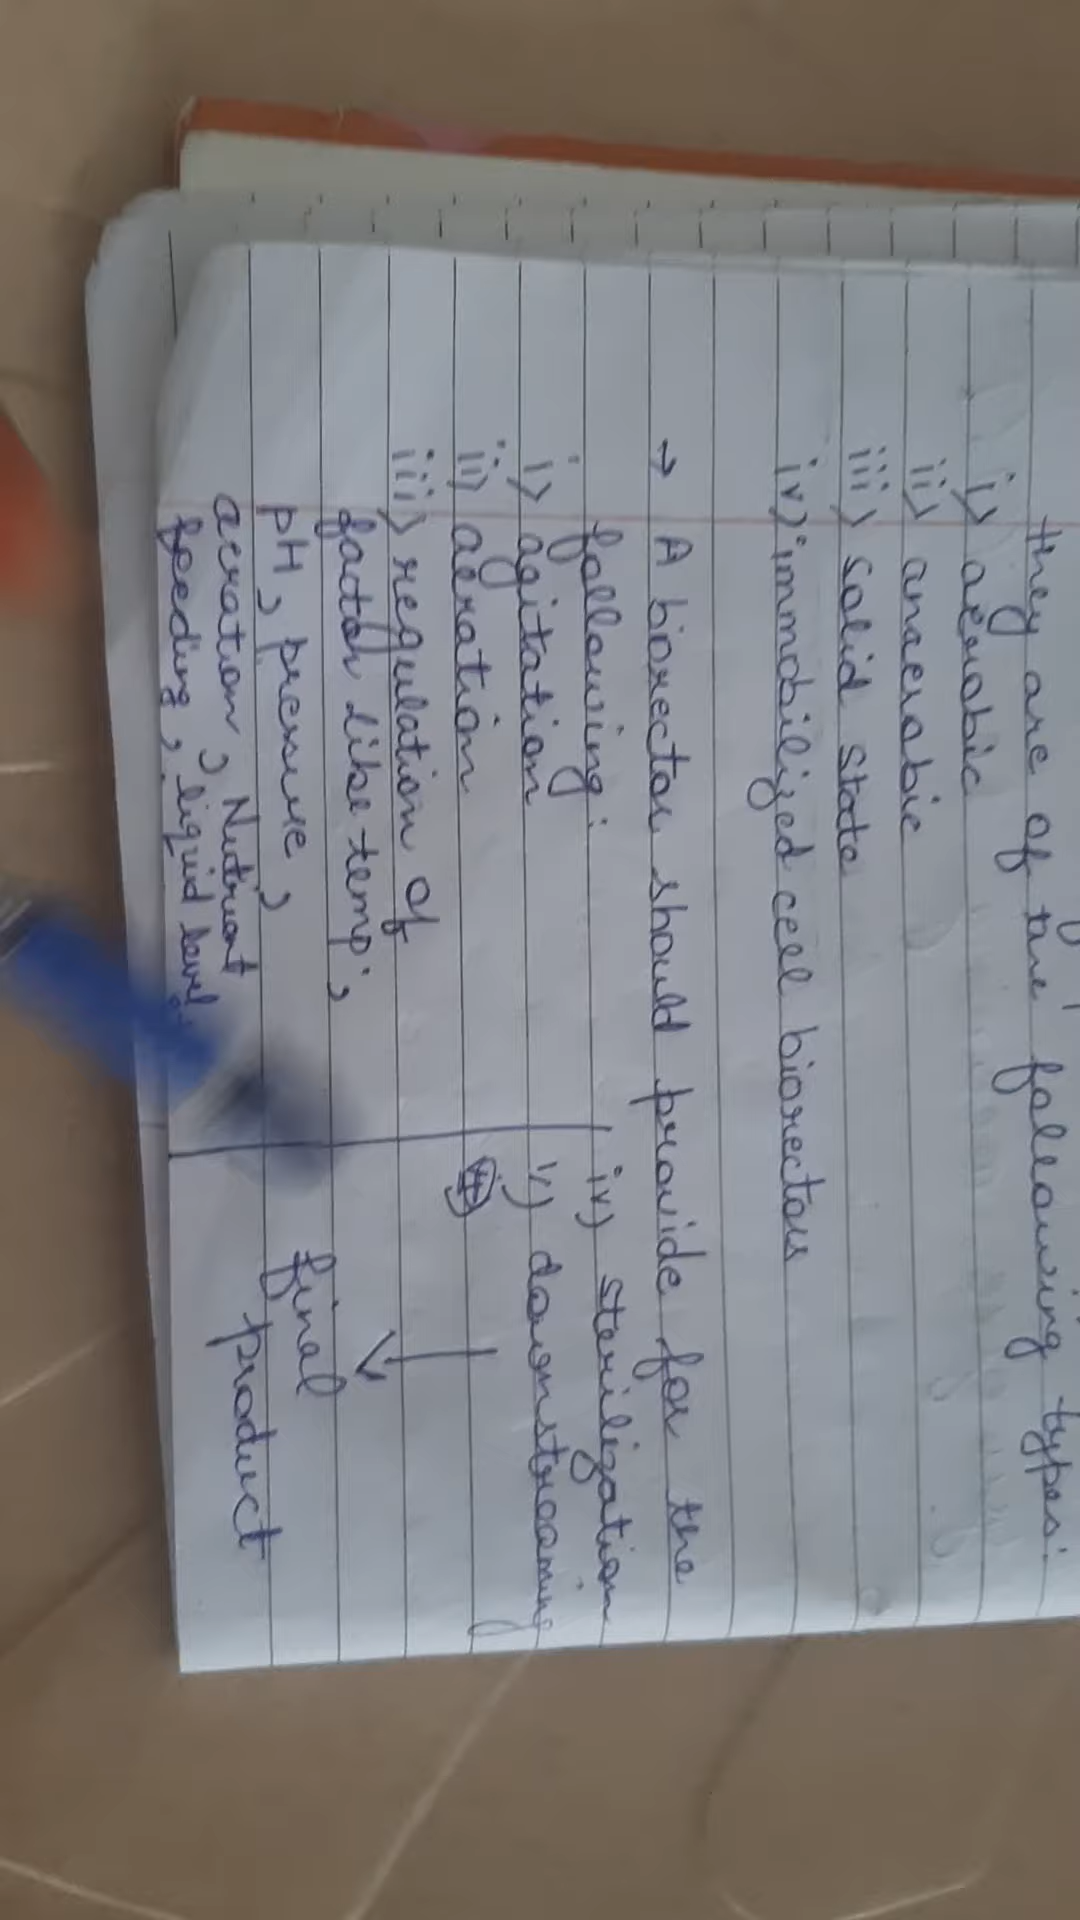 they are of the following types:
i) aerobic
ii) anaerobic
iii) solid state
iv) immobilized cell biorectors
→ A biorector should provide for the
following:
i) agitation
ii) aeration
iii) regulation of
factor like temp.,
pH, pressure,
aeration, Nutrient
feeding, liquid level.
iv) sterilization
v) downstreaming
final
product